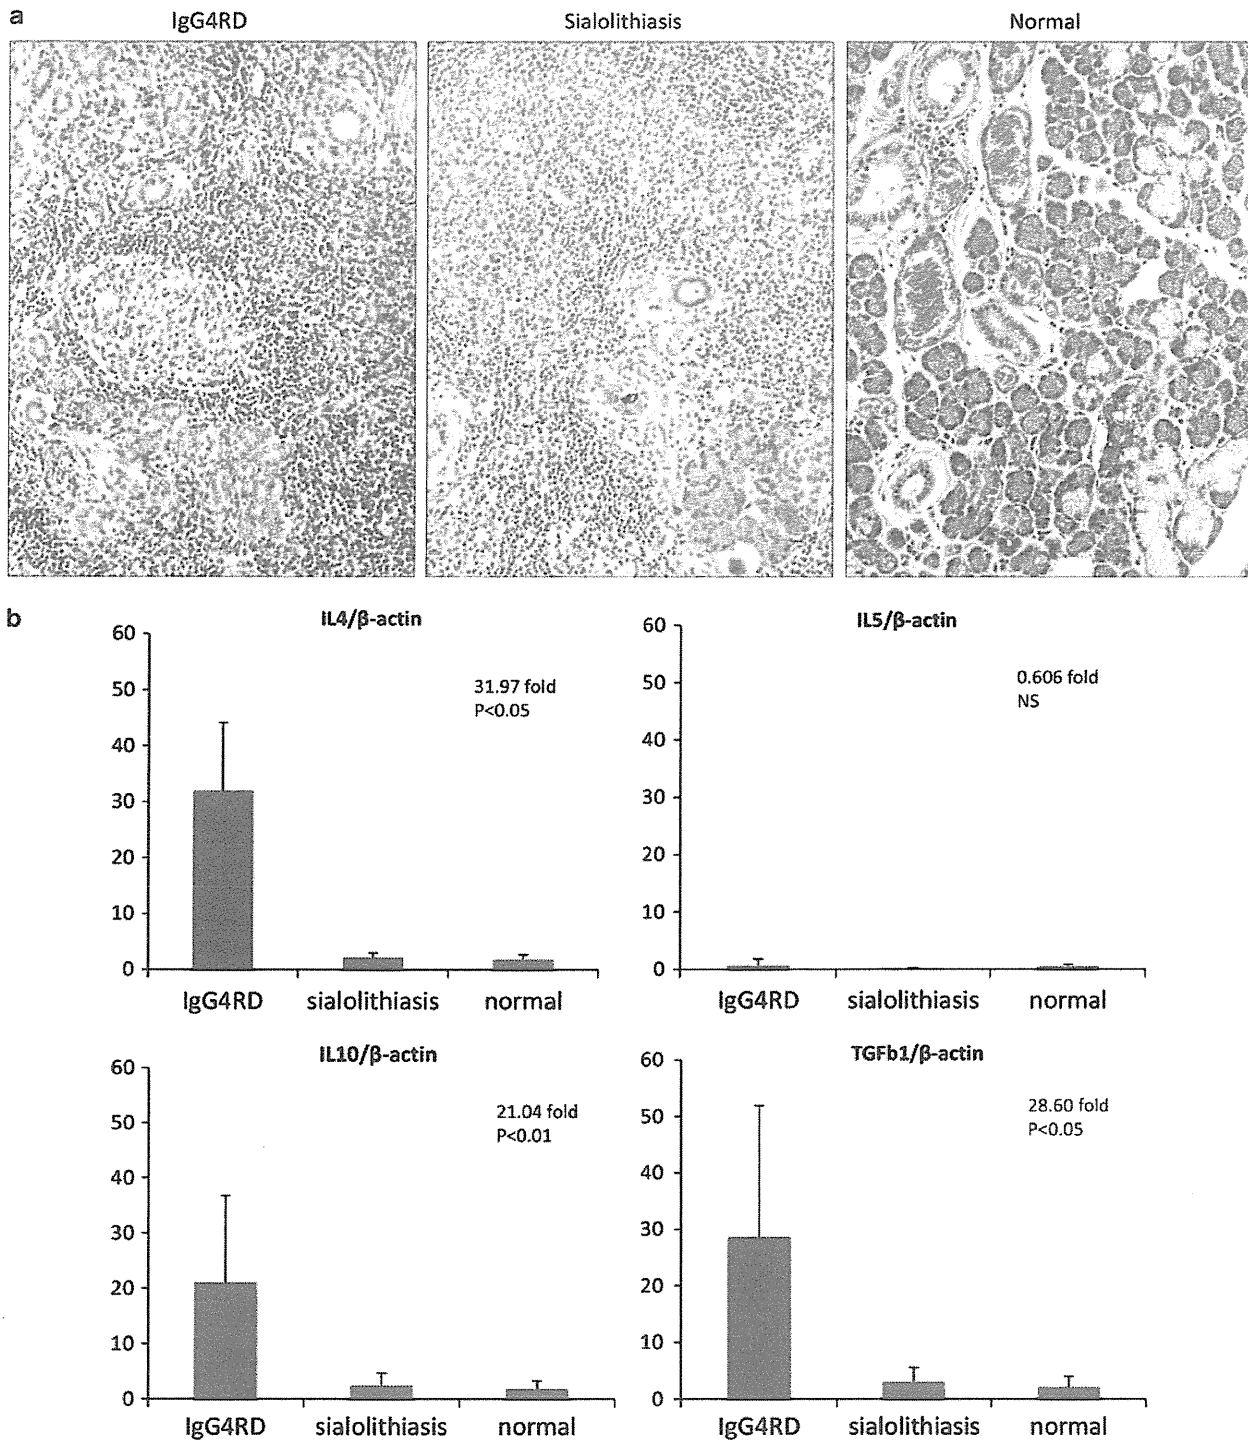 a
IgG4RD
Sialolithiasis
Normal
b
IL4/β-actin
60
50
40
30
20
10
0
31.97 fold
P<0.05
IgG4RD
sialolithiasis
normal
IL5/β-actin
60
50
40
30
20
10
0
0.606 fold
NS
IgG4RD
sialolithiasis
normal
IL10/β-actin
60
50
40
30
20
10
0
21.04 fold
P<0.01
IgG4RD
sialolithiasis
normal
TGFb1/β-actin
60
50
40
30
20
10
0
28.60 fold
P<0.05
IgG4RD
sialolithiasis
normal